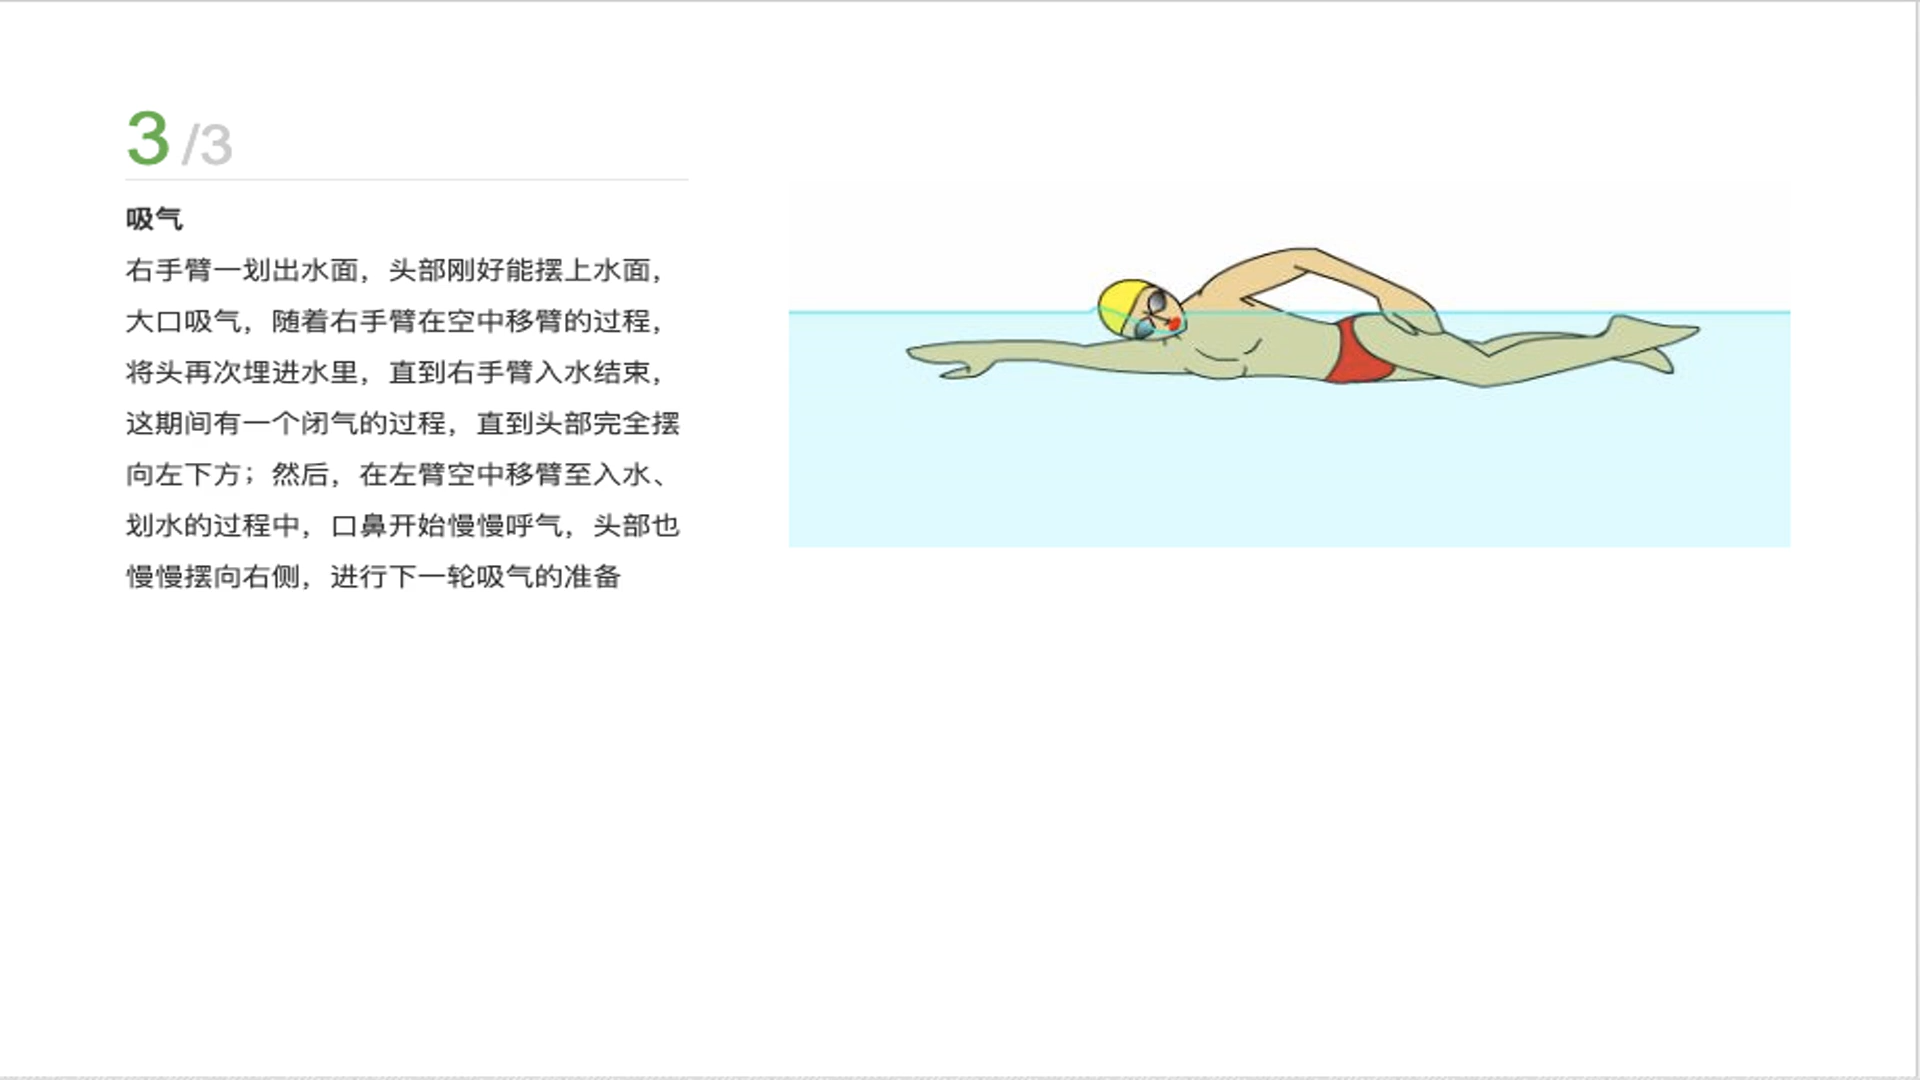 3 /3
吸气
右手臂一划出水面，头部刚好能摆上水面，
大口吸气，随着右手臂在空中移臂的过程，
将头再次埋进水里，直到右手臂入水结束，
这期间有一个闭气的过程，直到头部完全摆
向左下方；然后，在左臂空中移臂至入水、
划水的过程中，口鼻开始慢慢呼气，头部也
慢慢摆向右侧，进行下一轮吸气的准备